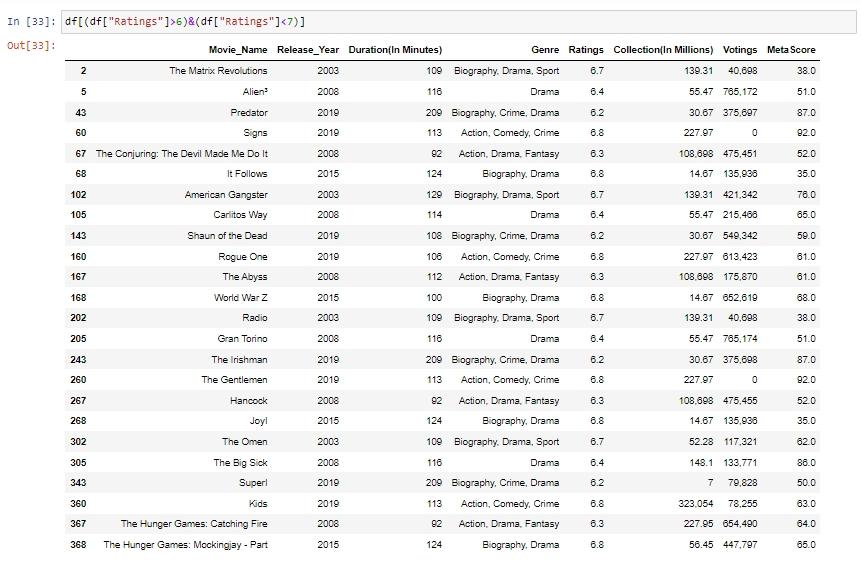 In [33]: df[(df["Ratings"]>6)&(df["Ratings"]<7)]
Out[33]:
Movie_Name Release_Year Duration(In Minutes) Genre Ratings Collection(In Millions) Votings MetaScore
2 The Matrix Revolutions 2003 109 Biography, Drama, Sport 6.7 139.31 40,698 38.0
5 Alien³ 2008 116 Drama 6.4 55.47 765,172 51.0
43 Predator 2019 209 Biography, Crime, Drama 6.2 30.67 375,697 87.0
60 Signs 2019 113 Action, Comedy, Crime 6.8 227.97 0 92.0
67 The Conjuring: The Devil Made Me Do It 2008 92 Action, Drama, Fantasy 6.3 108,698 475,451 52.0
68 It Follows 2015 124 Biography, Drama 6.8 14.67 135,936 35.0
102 American Gangster 2003 129 Biography, Drama, Sport 6.7 139.31 421,342 76.0
105 Carlitos Way 2008 114 Drama 6.4 55.47 215,466 65.0
143 Shaun of the Dead 2019 108 Biography, Crime, Drama 6.2 30.67 549,342 59.0
160 Rogue One 2019 106 Action, Comedy, Crime 6.8 227.97 613,423 61.0
167 The Abyss 2008 112 Action, Drama, Fantasy 6.3 108,698 175,870 61.0
168 World War Z 2015 100 Biography, Drama 6.8 14.67 652,619 68.0
202 Radio 2003 109 Biography, Drama, Sport 6.7 139.31 40,698 38.0
205 Gran Torino 2008 116 Drama 6.4 55.47 765,174 51.0
243 The Irishman 2019 209 Biography, Crime, Drama 6.2 30.67 375,698 87.0
260 The Gentlemen 2019 113 Action, Comedy, Crime 6.8 227.97 0 92.0
267 Hancock 2008 92 Action, Drama, Fantasy 6.3 108,698 475,455 52.0
268 Joyl 2015 124 Biography, Drama 6.8 14.67 135,936 35.0
302 The Omen 2003 109 Biography, Drama, Sport 6.7 52.28 117,321 62.0
305 The Big Sick 2008 116 Drama 6.4 148.1 133,771 86.0
343 Superl 2019 209 Biography, Crime, Drama 6.2 7 79,828 50.0
360 Kids 2019 113 Action, Comedy, Crime 6.8 323,054 78,255 63.0
367 The Hunger Games: Catching Fire 2008 92 Action, Drama, Fantasy 6.3 227.95 654,490 64.0
368 The Hunger Games: Mockingjay - Part 2015 124 Biography, Drama 6.8 56.45 447,797 65.0